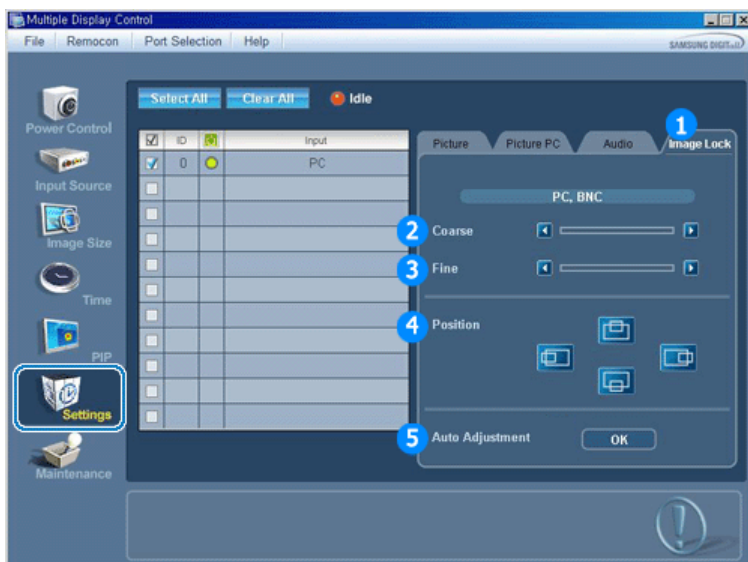 Multiple Display Control
File Remocon Port Selection Help
SAMSUNG DIGITall
Select All Clear All Idle
Power Control
Input Source
Image Size
Time
PIP
Settings
Maintenance
ID Input
0 PC
1
Picture Picture PC Audio Image Lock
PC, BNC
2 Coarse
3 Fine
4 Position
5 Auto Adjustment OK